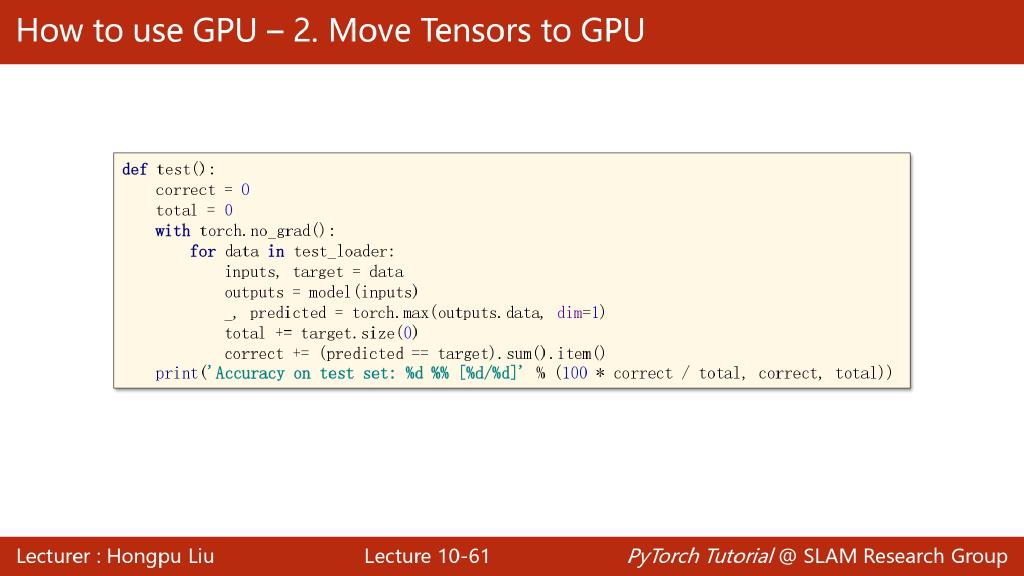 How to use GPU – 2. Move Tensors to GPU
def test():
    correct = 0
    total = 0
    with torch.no_grad():
        for data in test_loader:
            inputs, target = data
            outputs = model(inputs)
            _, predicted = torch.max(outputs.data, dim=1)
            total += target.size(0)
            correct += (predicted == target).sum().item()
    print('Accuracy on test set: %d %% [%d/%d]' % (100 * correct / total, correct, total))
Lecturer : Hongpu Liu Lecture 10-61 PyTorch Tutorial @ SLAM Research Group